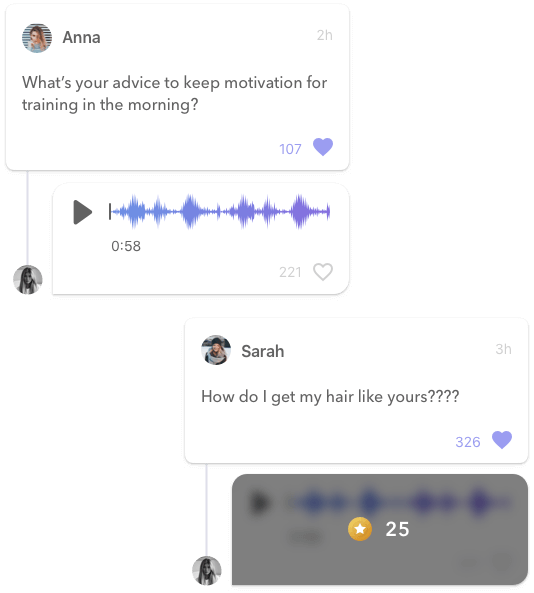 Anna
2h
What's your advice to keep motivation for
training in the morning?
107
0:58
221
Sarah
3h
How do I get my hair like yours????
326
25